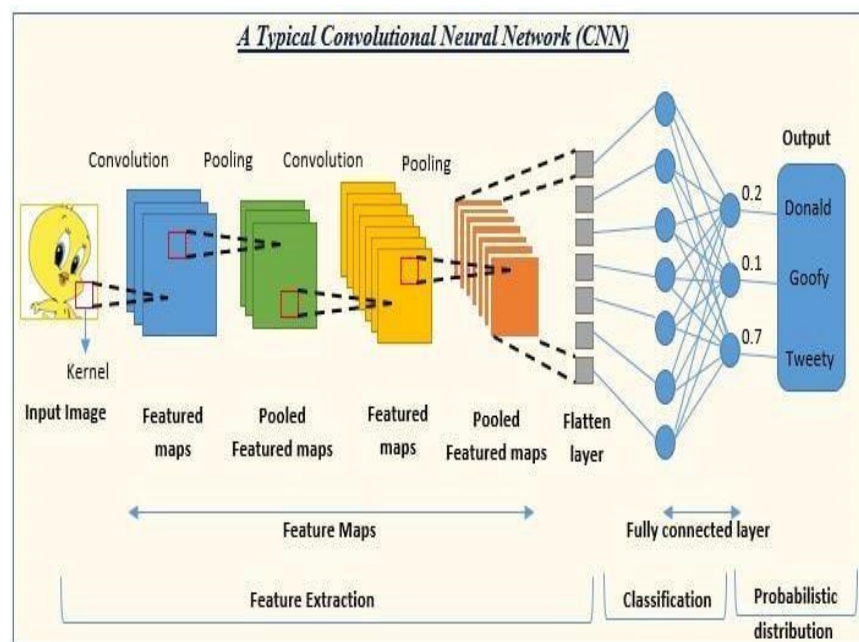 A Typical Convolutional Neural Network (CNN)
Convolution
Pooling
Convolution
Pooling
Output
0.2
Donald
0.1
Goofy
0.7
Tweety
Kernel
Input Image
Featured
maps
Pooled
Featured maps
Featured
maps
Pooled
Featured maps
Flatten
layer
Feature Maps
Fully connected layer
Feature Extraction
Classification
Probabilistic
distribution